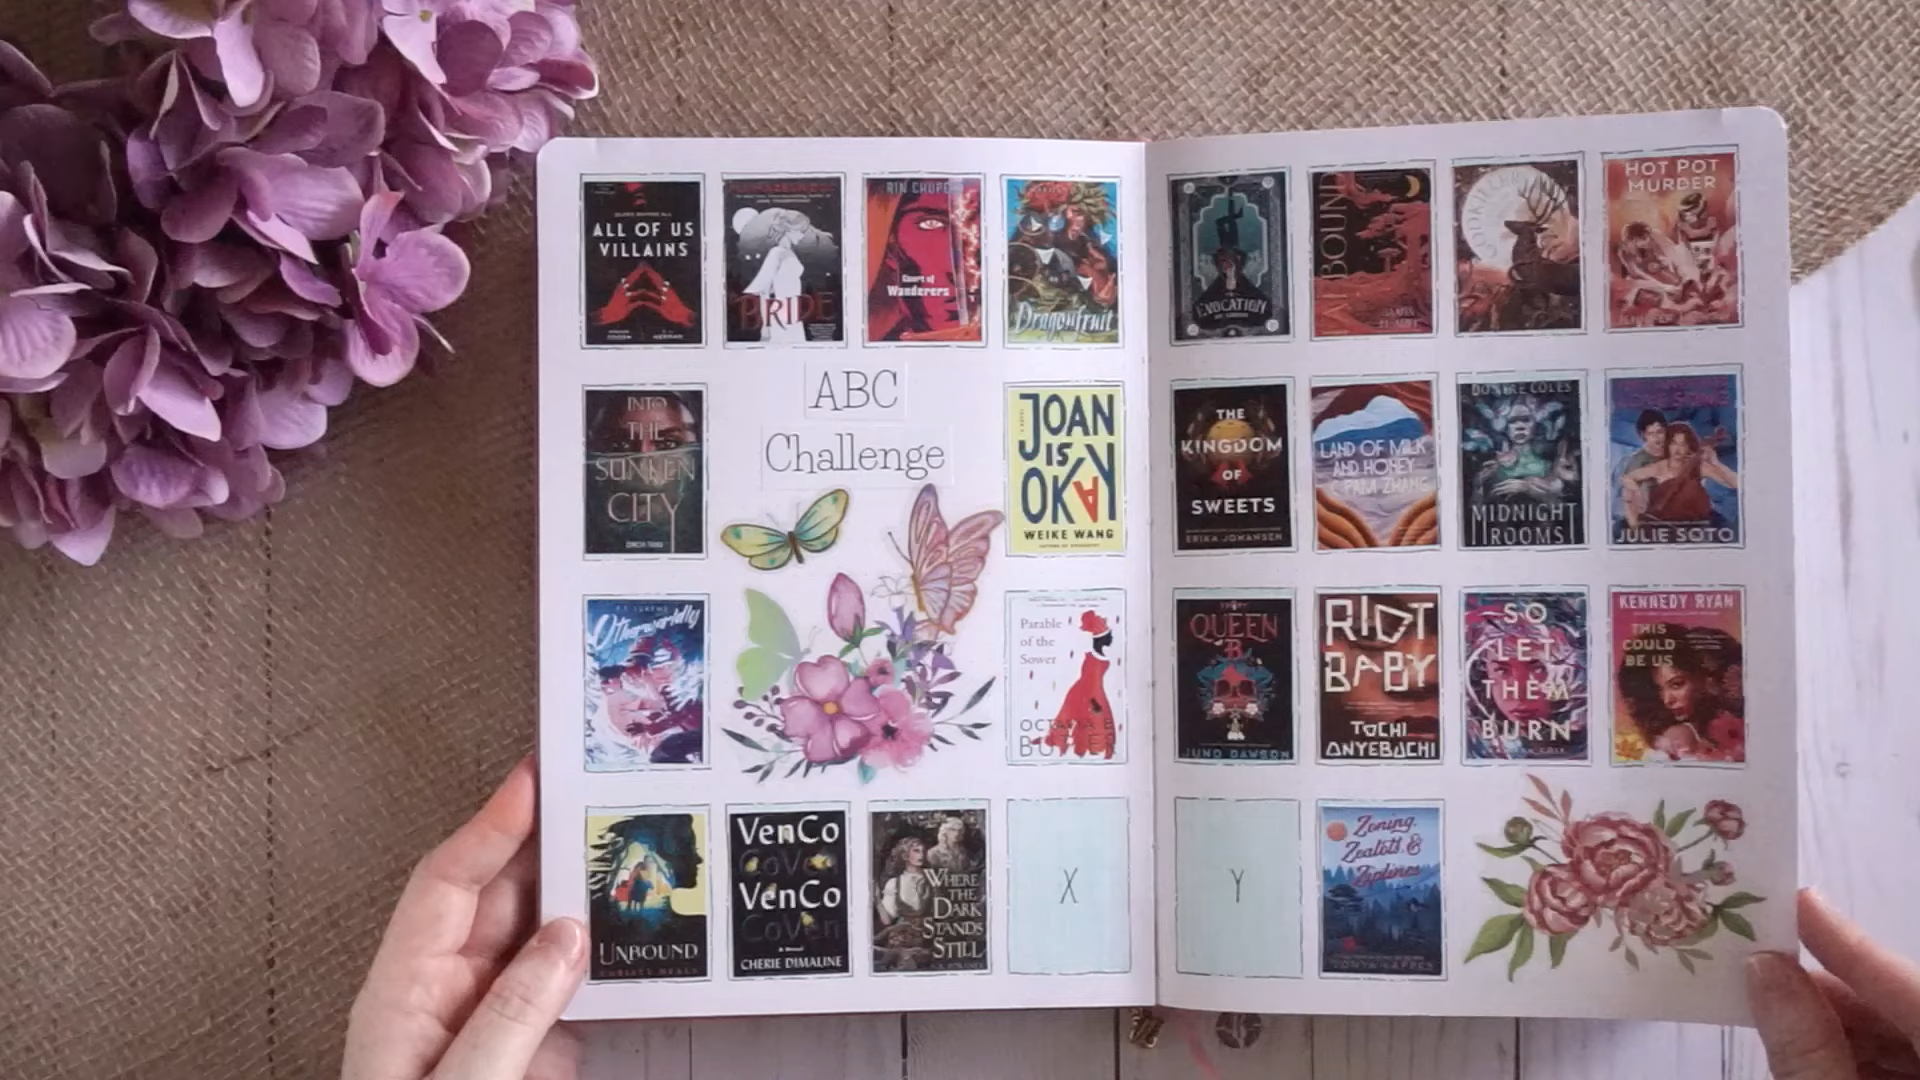 ALL OF US
VILLAINS
BRIDE
RIN CHUPECO
Court of
Wanderers
Dragonfruit
EVOCATION
HOT POT
MURDER
INTO
THE
SUNKEN
CITY
ABC
Challenge
JOAN
IS
OKAY
WEIKE WANG
THE
KINGDOM
OF
SWEETS
ERIKA JOHANSEN
LAND OF MILK
AND HONEY
C PAM ZHANG
MIDNIGHT
ROOMS
JULIE SOTO
Otherworldly
Parable
of the
Sower
OCTAVIA E.
BUTLER
QUEEN
B
JUNO DAWSON
RIOT
BABY
TOCHI
ONYEBUCHI
SO
LET
THEM
BURN
KENNEDY RYAN
THIS
COULD
BE US
UNBOUND
VenCo
CoVen
VenCo
CoVen
CHERIE DIMALINE
WHERE
THE
DARK
STANDS
STILL
X
Y
Zoning,
Zealots, &
Ziplines